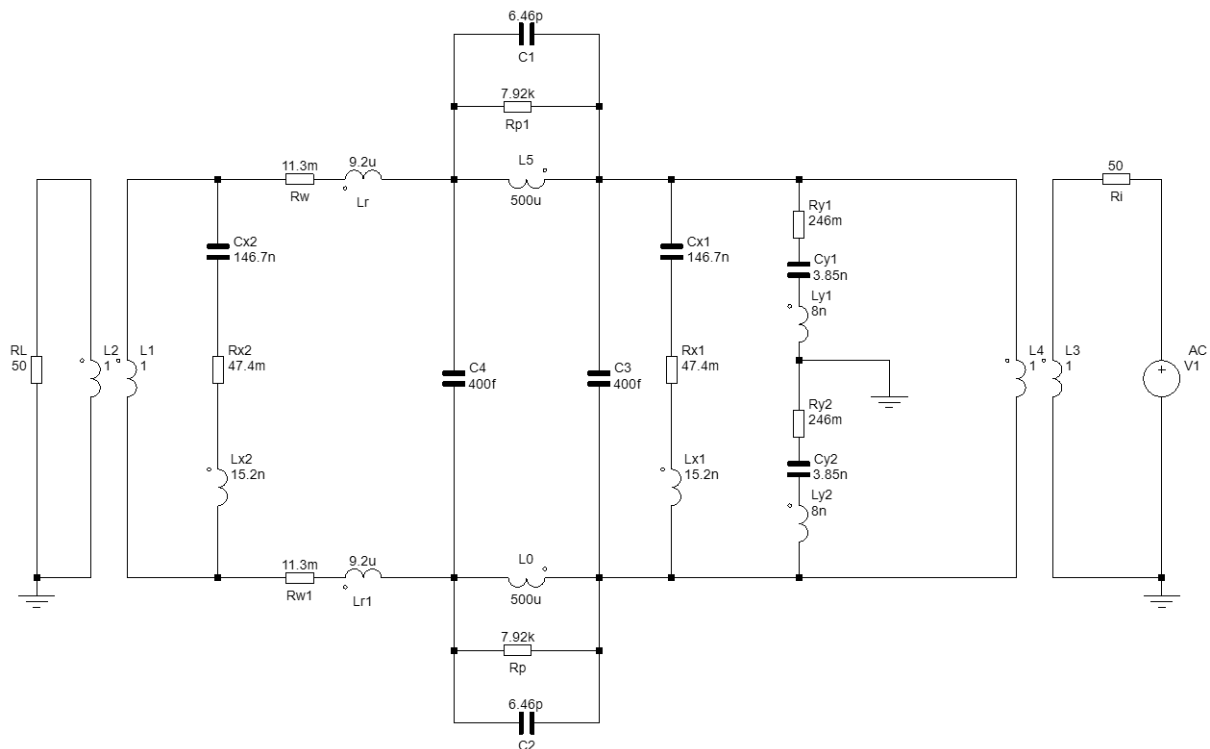 6.46p
C1
7.92k
Rp1
L5
500u
11.3m
Rw
9.2u
Lr
50
Ri
Cx2
146.7n
Cx1
146.7n
Ry1
246m
Cy1
3.85n
Ly1
8n
RL
50
L2
1
L1
1
Rx2
47.4m
C4
400f
C3
400f
Rx1
47.4m
L4
1
L3
1
AC
V1
Ry2
246m
Cy2
3.85n
Lx2
15.2n
Lx1
15.2n
Ly2
8n
11.3m
Rw1
9.2u
Lr1
L0
500u
7.92k
Rp
6.46p
C2